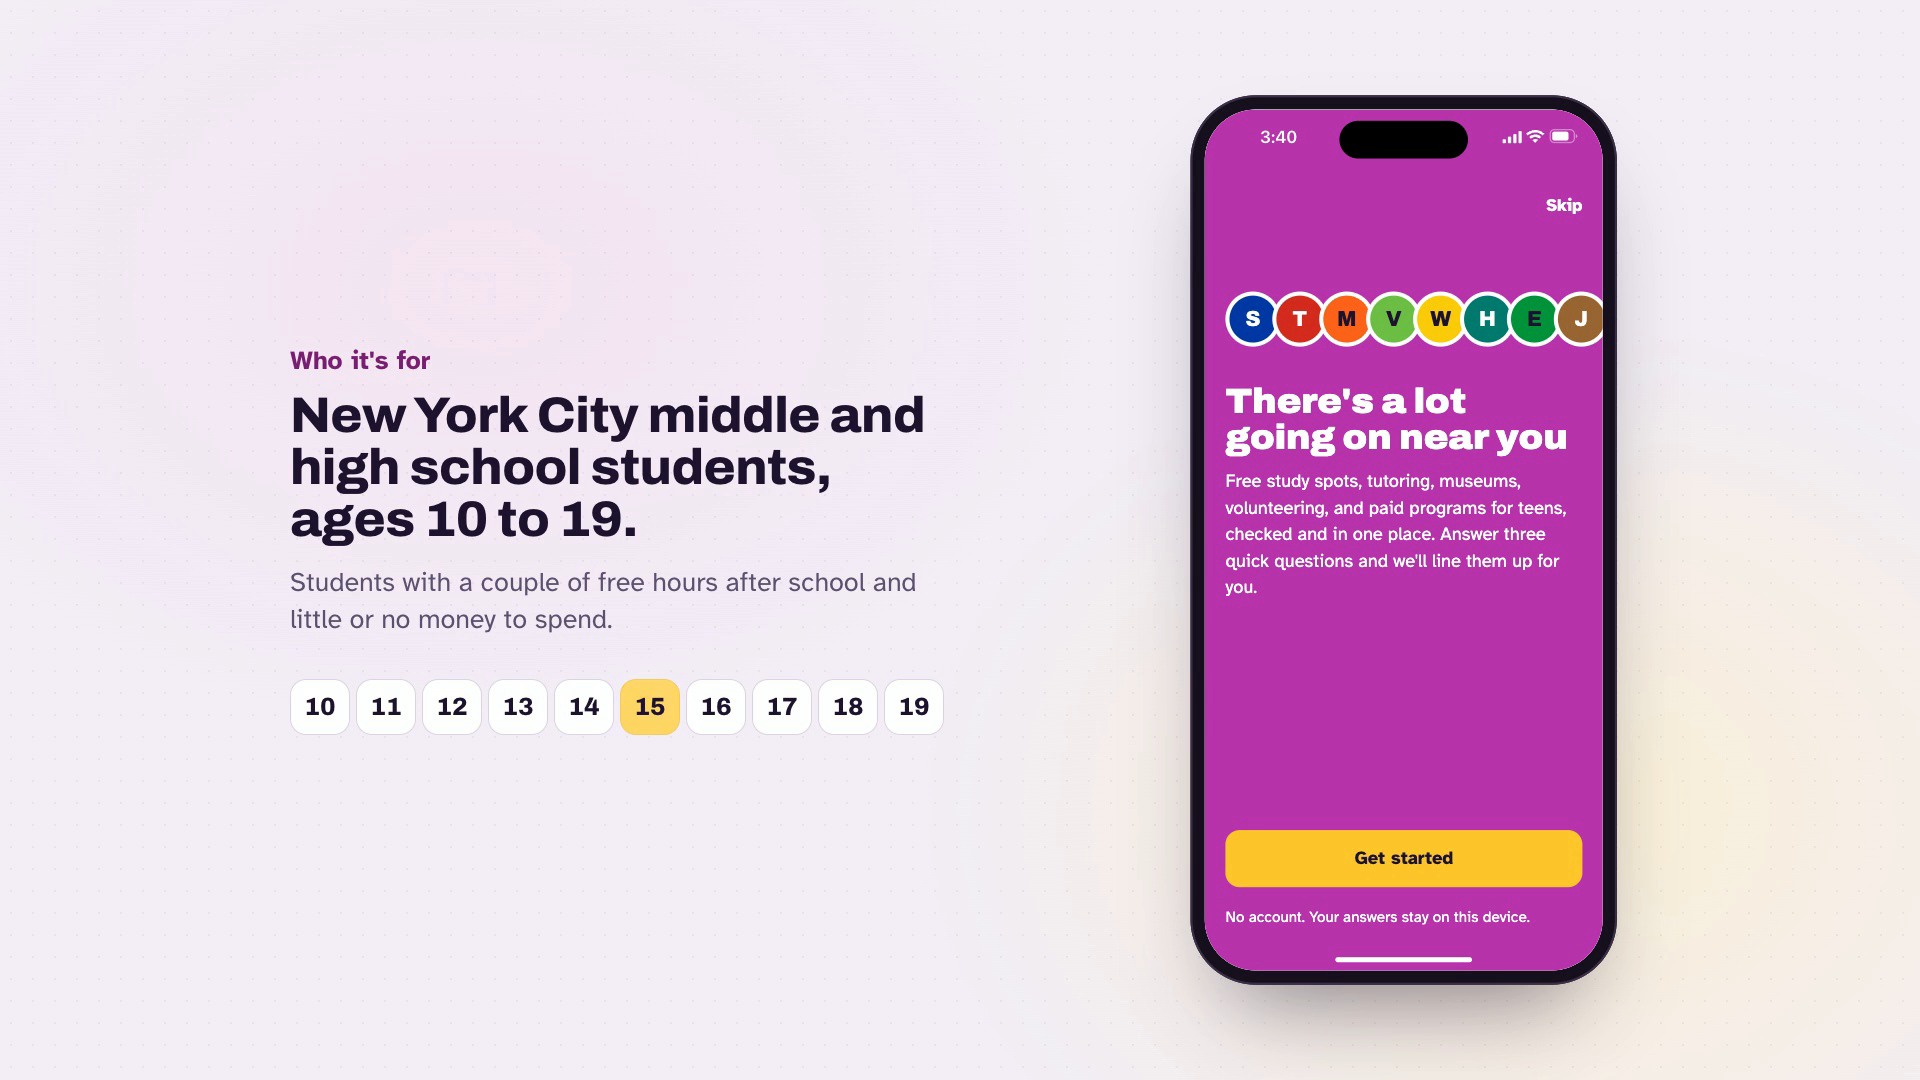 Who it's for
New York City middle and
high school students,
ages 10 to 19.
Students with a couple of free hours after school and
little or no money to spend.
10 11 12 13 14 15 16 17 18 19
3:40
Skip
S T M V W H E J
There's a lot
going on near you
Free study spots, tutoring, museums,
volunteering, and paid programs for teens,
checked and in one place. Answer three
quick questions and we'll line them up for
you.
Get started
No account. Your answers stay on this device.